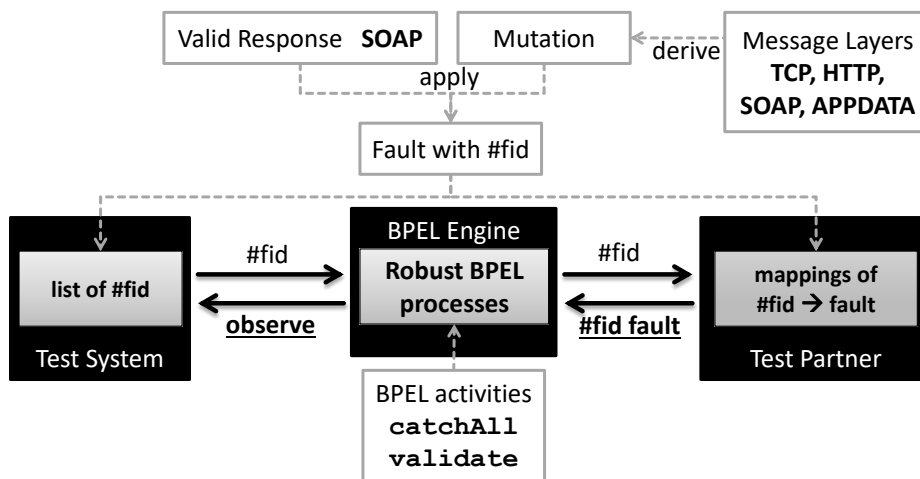 Valid Response SOAP
Mutation
derive
Message Layers
TCP, HTTP,
SOAP, APPDATA
apply
Fault with #fid
BPEL Engine
#fid
#fid
list of #fid
Robust BPEL
processes
mappings of
#fid → fault
observe
#fid fault
Test System
Test Partner
BPEL activities
catchAll
validate